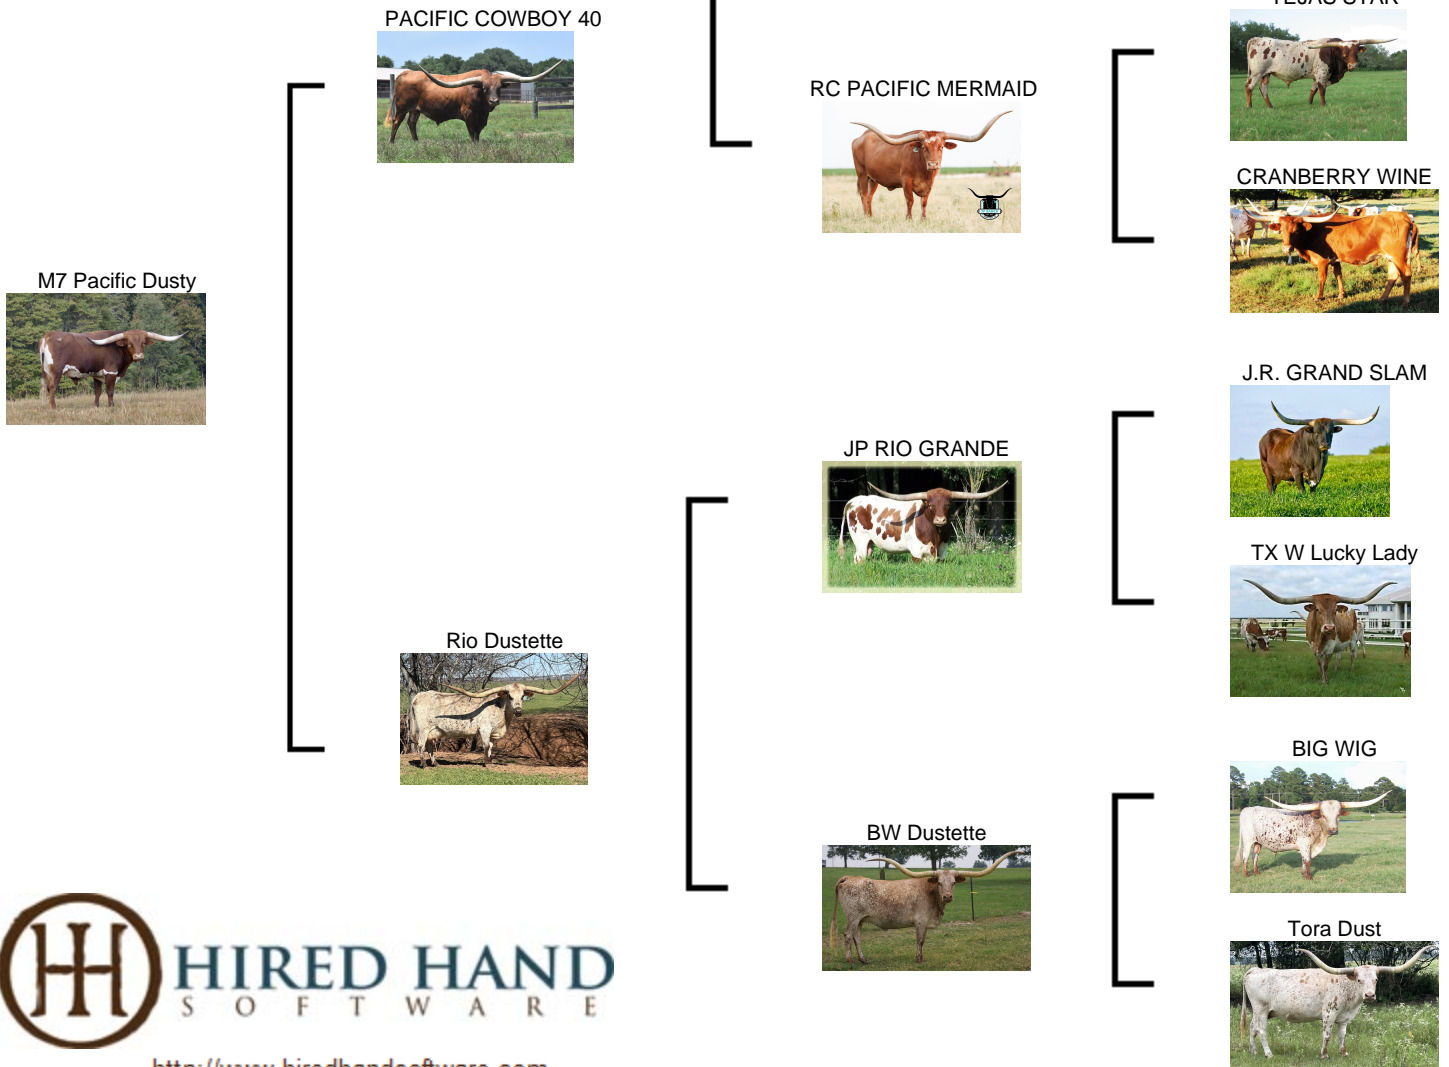 PACIFIC COWBOY 40
RC PACIFIC MERMAID
CRANBERRY WINE
M7 Pacific Dusty
J.R. GRAND SLAM
JP RIO GRANDE
TX W Lucky Lady
Rio Dustette
BIG WIG
BW Dustette
Tora Dust
HIRED HAND
SOFTWARE